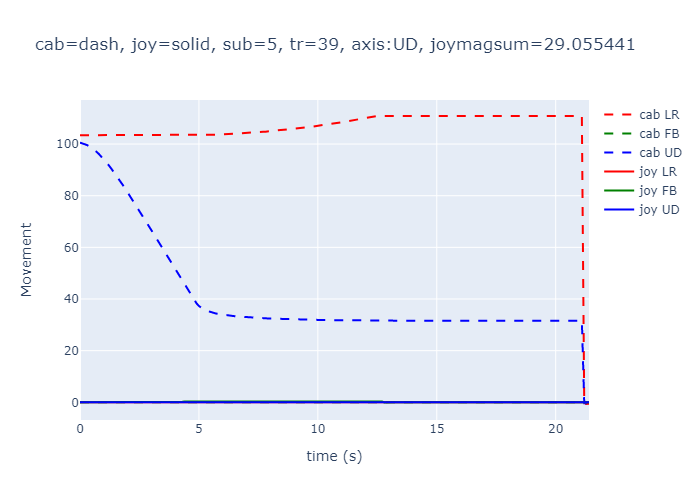 cab=dash, joy=solid, sub=5, tr=39, axis:UD, joymagsum=29.055441
cab LR
cab FB
cab UD
joy LR
joy FB
joy UD
Movement
100
80
60
40
20
0
0 5 10 15 20
time (s)